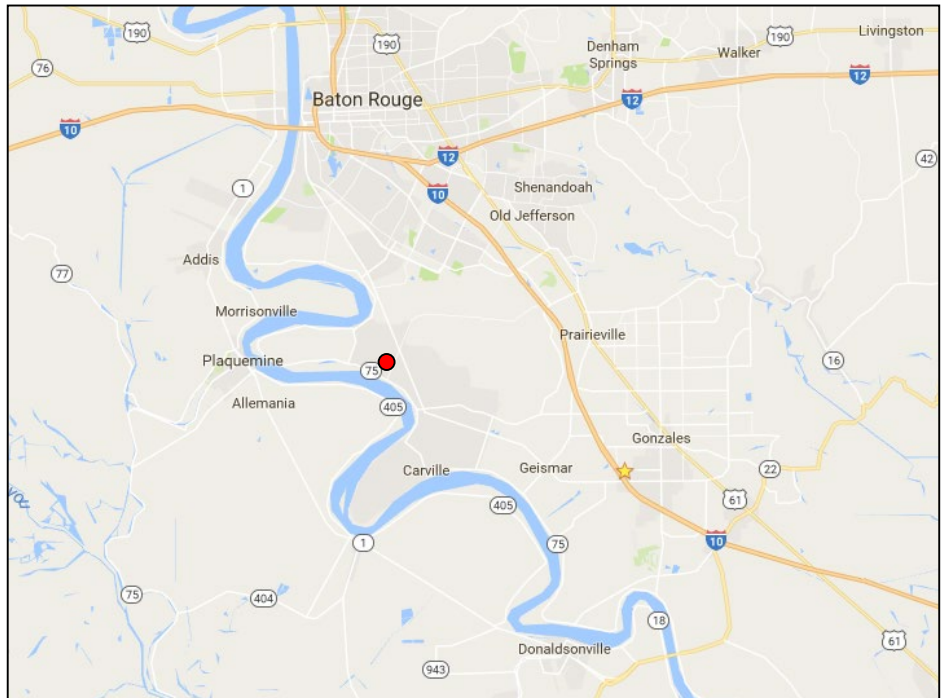 190
Livingston
190
190
Denham
Springs
Walker
76
12
Baton Rouge
12
10
12
42
1
10
Shenandoah
Old Jefferson
Addis
77
Morrisonville
Prairieville
Plaquemine
75
16
Allemania
405
Gonzales
Carville
Geismar
22
405
61
1
75
10
75
404
18
61
Donaldsonville
943